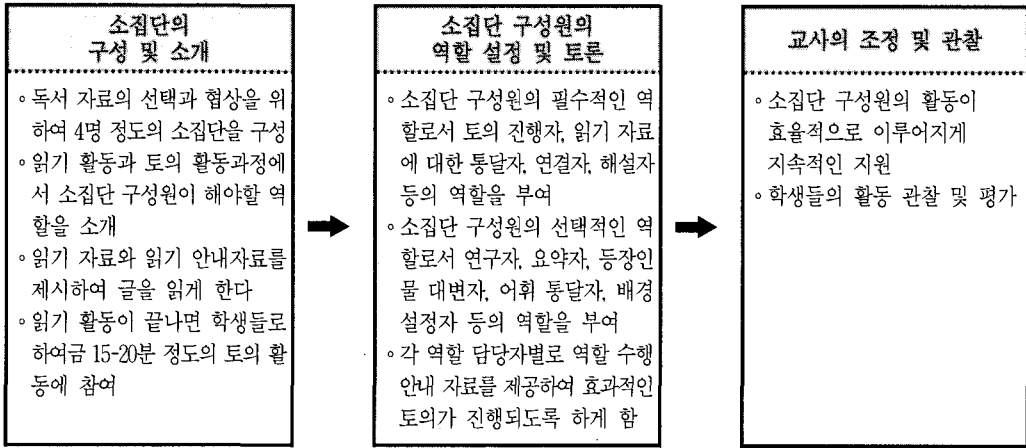 소집단의
구성 및 소개
◦독서 자료의 선택과 협상을 위
하여 4명 정도의 소집단을 구성
◦읽기 활동과 토의 활동과정에
서 소집단 구성원이 해야할 역
할을 소개
◦읽기 자료와 읽기 안내자료를
제시하여 글을 읽게 한다
◦읽기 활동이 끝나면 학생들로
하여금 15-20분 정도의 토의 활
동에 참여
소집단 구성원의
역할 설정 및 토론
◦소집단 구성원의 필수적인 역
할로서 토의 진행자, 읽기 자료
에 대한 통달자, 연결자, 해설자
등의 역할을 부여
◦소집단 구성원의 선택적인 역
할로서 연구자, 요약자, 등장인
물 대변자, 어휘 통달자, 배경
설정자 등의 역할을 부여
◦각 역할 담당자별로 역할 수행
안내 자료를 제공하여 효과적인
토의가 진행되도록 하게 함
교사의 조정 및 관찰
◦소집단 구성원의 활동이
효율적으로 이루어지게
지속적인 지원
◦학생들의 활동 관찰 및 평가